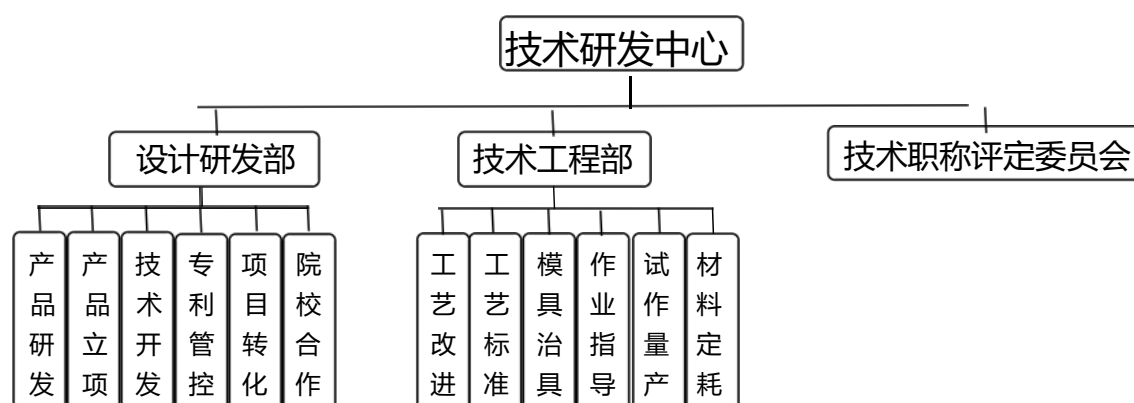 技术研发中心
设计研发部
技术工程部
技术职称评定委员会
产品研发
产品立项
技术开发
专利管控
项目转化
院校合作
工艺改进
工艺标准
模具治具
作业指导
试作量产
材料定耗